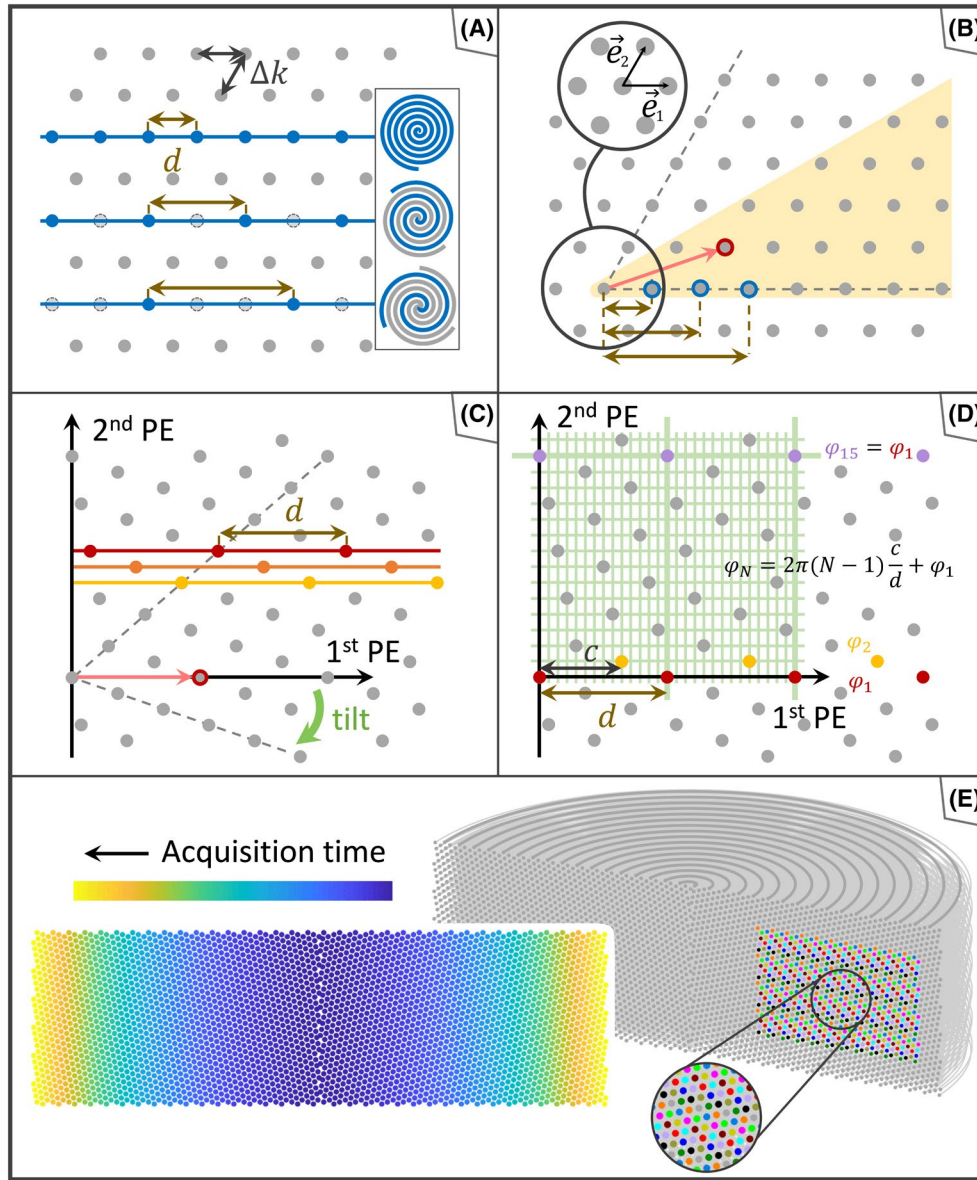 (A)
Δk
d
(B)
e⃗₂
e⃗₁
(C)
2ⁿᵈ PE
d
1ˢᵗ PE
tilt
(D)
2ⁿᵈ PE
φ₁₅ = φ₁
φ_N = 2π(N − 1) c/d + φ₁
c
φ₂
φ₁
d
1ˢᵗ PE
(E)
Acquisition time